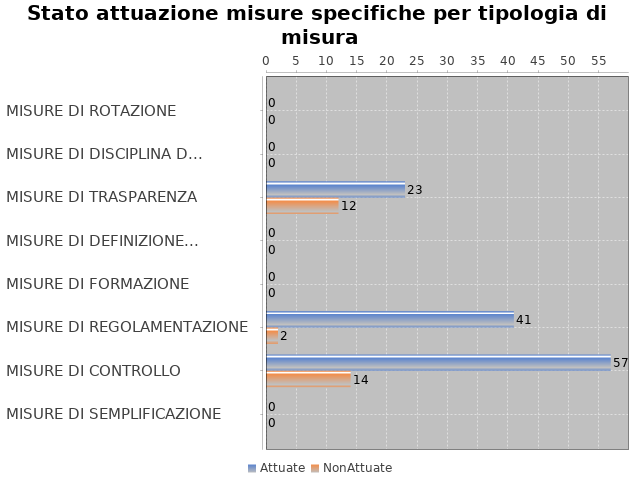 Stato attuazione misure specifiche per tipologia di
misura
0 5 10 15 20 25 30 35 40 45 50 55
MISURE DI ROTAZIONE 0
0
MISURE DI DISCIPLINA D... 0
0
MISURE DI TRASPARENZA 23
12
MISURE DI DEFINIZIONE... 0
0
MISURE DI FORMAZIONE 0
0
MISURE DI REGOLAMENTAZIONE 41
2
MISURE DI CONTROLLO 57
14
MISURE DI SEMPLIFICAZIONE 0
0
Attuate NonAttuate